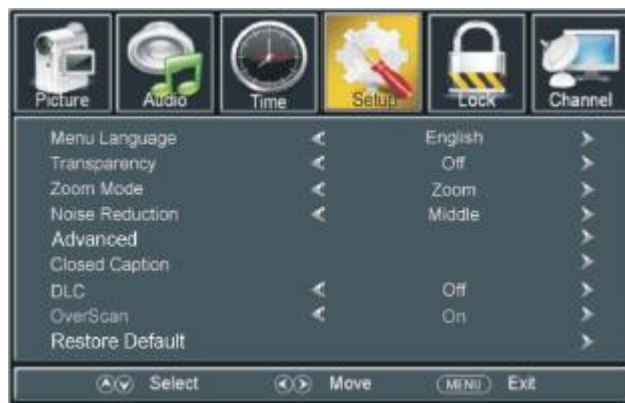 Picture Audio Time Setup Lock Channel
Menu Language English
Transparency Off
Zoom Mode Zoom
Noise Reduction Middle
Advanced
Closed Caption
DLC Off
OverScan On
Restore Default
Select Move MENU Exit